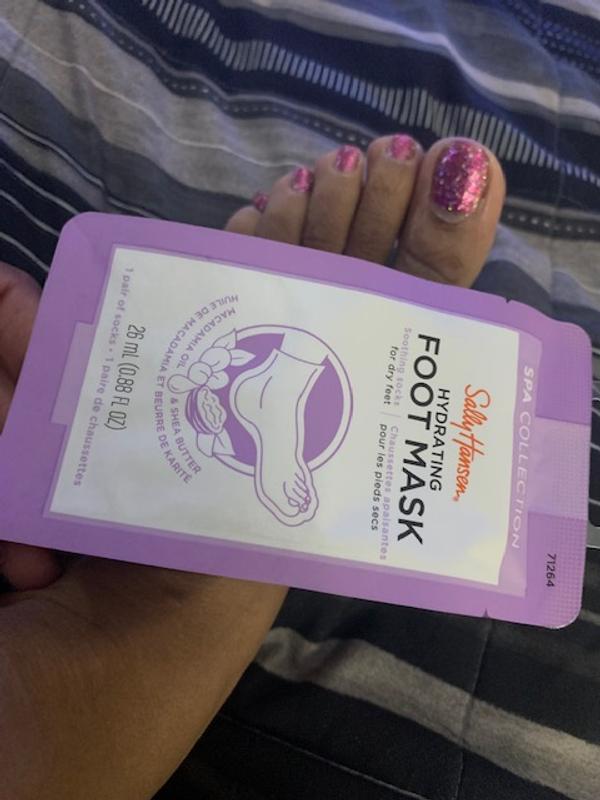 SPA COLLECTION
71264
Sally Hansen®
HYDRATING
FOOT MASK
Soothing socks
for dry feet
Chaussettes apaisantes
pour les pieds secs
MACADAMIA OIL & SHEA BUTTER
HUILE DE MACADAMIA ET BEURRE DE KARITÉ
26 mL (0.88 FL OZ)
1 pair of socks • 1 paire de chaussettes